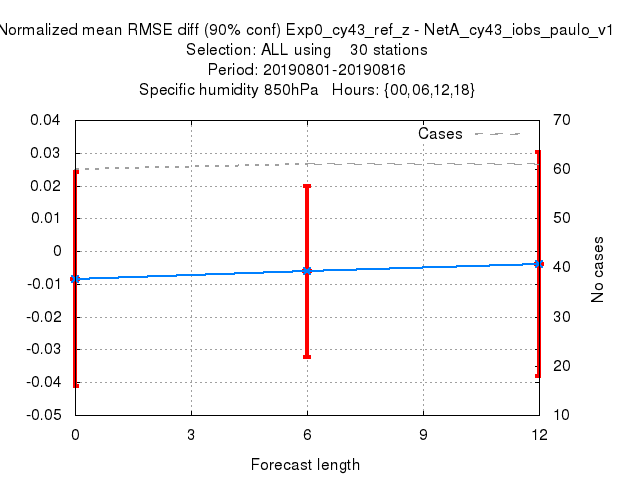 Normalized mean RMSE diff (90% conf) Exp0_cy43_ref_z - NetA_cy43_iobs_paulo_v1
Selection: ALL using    30 stations
Period: 20190801-20190816
Specific humidity 850hPa   Hours: {00,06,12,18}
Cases
0.04
0.03
0.02
0.01
0
-0.01
-0.02
-0.03
-0.04
-0.05
70
60
50
40
30
20
10
No cases
0 3 6 9 12
Forecast length